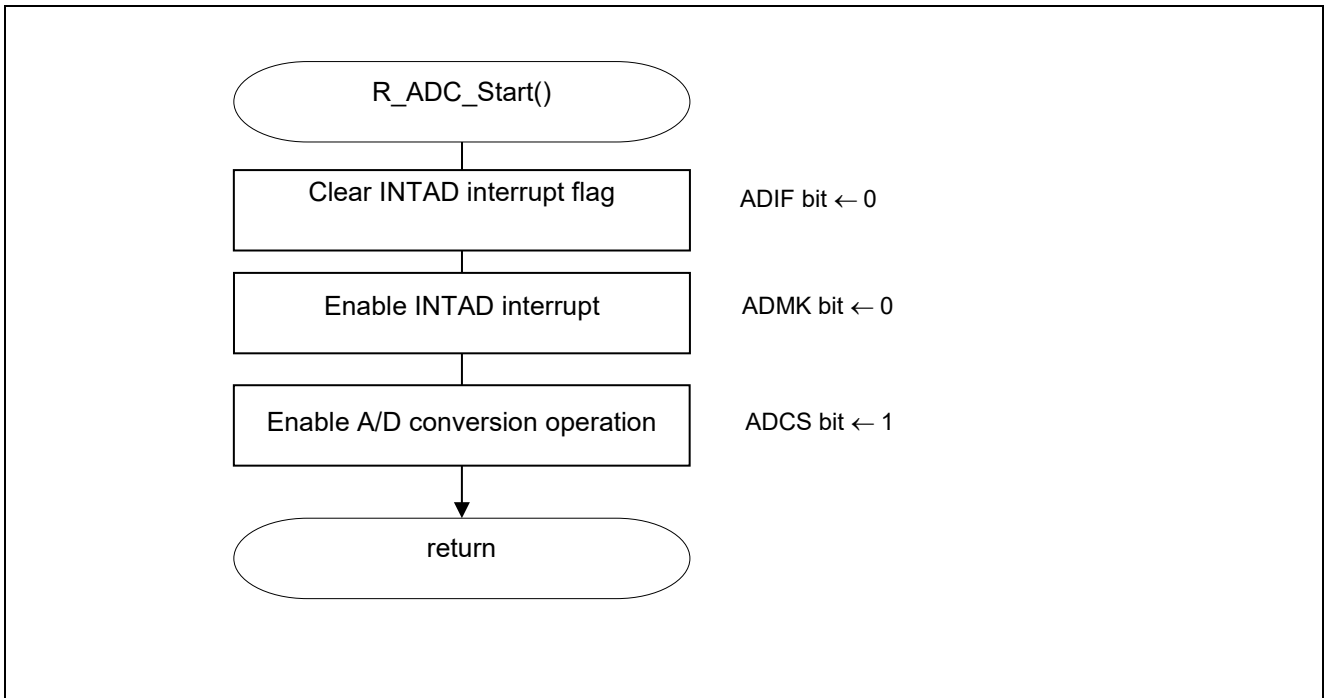 R_ADC_Start()
Clear INTAD interrupt flag
ADIF bit ← 0
Enable INTAD interrupt
ADMK bit ← 0
Enable A/D conversion operation
ADCS bit ← 1
return